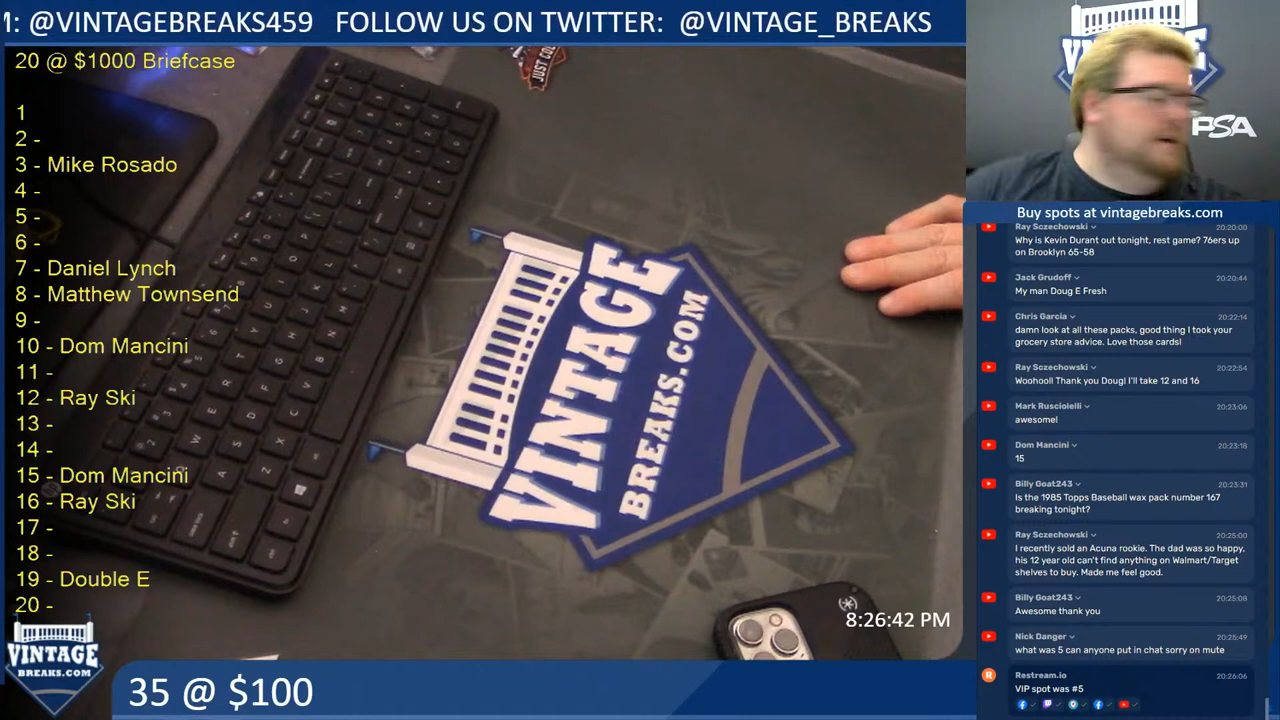 M: @VINTAGEBREAKS459 FOLLOW US ON TWITTER: @VINTAGE_BREAKS
20 @ $1000 Briefcase
1
2 -
3 - Mike Rosado
4 -
5 -
6 -
7 - Daniel Lynch
8 - Matthew Townsend
9 -
10 - Dom Mancini
11 -
12 - Ray Ski
13 -
14 -
15 - Dom Mancini
16 - Ray Ski
17 -
18 -
19 - Double E
20 -
JUST COL
VINTAGE
BREAKS.COM
8:26:42 PM
VINTAGE
BREAKS.COM
35 @ $100
PSA
Buy spots at vintagebreaks.com
Ray Sczechowski 20:20:00
Why is Kevin Durant out tonight, rest game? 76ers up
on Brooklyn 65-58
Jack Grudoff 20:20:44
My man Doug E Fresh
Chris Garcia 20:22:14
damn look at all these packs, good thing I took your
grocery store advice. Love those cards!
Ray Sczechowski 20:22:54
Woohoo!! Thank you Doug! I'll take 12 and 16
Mark Rusciolelli 20:23:06
awesome!
Dom Mancini 20:23:18
15
Billy Goat243 20:23:31
Is the 1985 Topps Baseball wax pack number 167
breaking tonight?
Ray Sczechowski 20:25:00
I recently sold an Acuna rookie. The dad was so happy,
his 12 year old can't find anything on Walmart/Target
shelves to buy. Made me feel good.
Billy Goat243 20:25:08
Awesome thank you
Nick Danger 20:25:49
what was 5 can anyone put in chat sorry on mute
Restream.io 20:26:06
VIP spot was #5